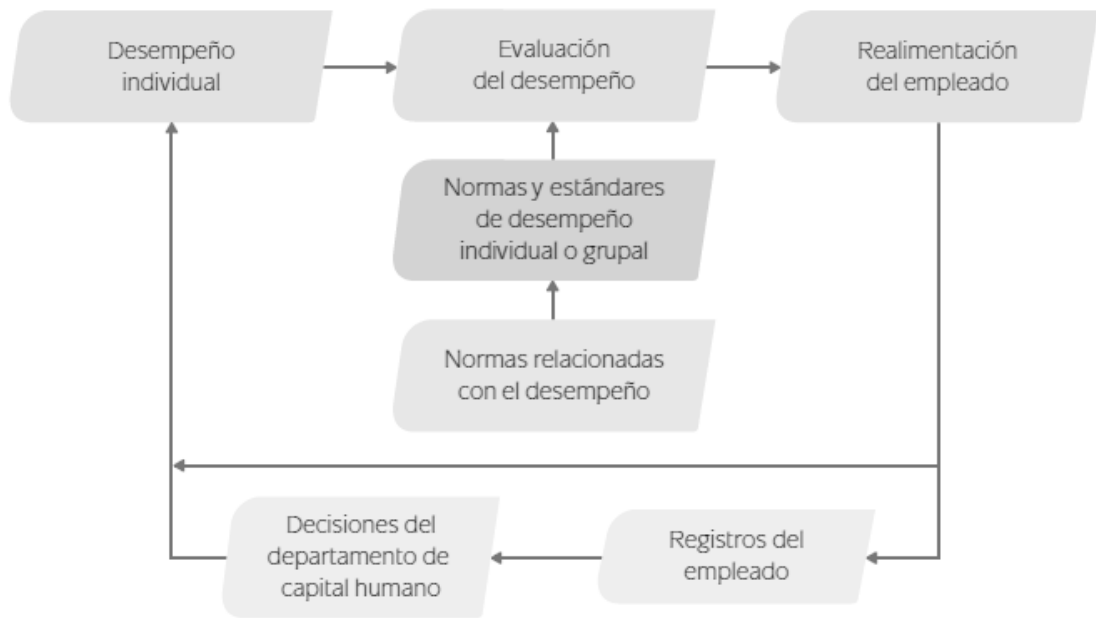 Desempeño
individual
Evaluación
del desempeño
Realimentación
del empleado
Normas y estándares
de desempeño
individual o grupal
Normas relacionadas
con el desempeño
Decisiones del
departamento de
capital humano
Registros del
empleado